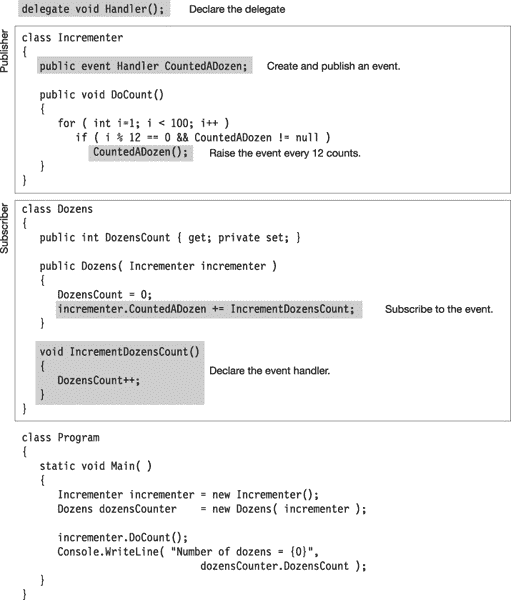 delegate void Handler();    Declare the delegate
Publisher
class Incrementer
{
   public event Handler CountedADozen;    Create and publish an event.
   public void DoCount()
   {
      for ( int i=1; i < 100; i++ )
         if ( i % 12 == 0 && CountedADozen != null )
            CountedADozen();    Raise the event every 12 counts.
   }
}
Subscriber
class Dozens
{
   public int DozensCount { get; private set; }
   public Dozens( Incrementer incrementer )
   {
      DozensCount = 0;
      incrementer.CountedADozen += IncrementDozensCount;    Subscribe to the event.
   }
   void IncrementDozensCount()
   {
      DozensCount++;    Declare the event handler.
   }
}
class Program
{
   static void Main( )
   {
      Incrementer incrementer = new Incrementer();
      Dozens dozensCounter    = new Dozens( incrementer );
      incrementer.DoCount();
      Console.WriteLine( "Number of dozens = {0}",
                              dozensCounter.DozensCount );
   }
}